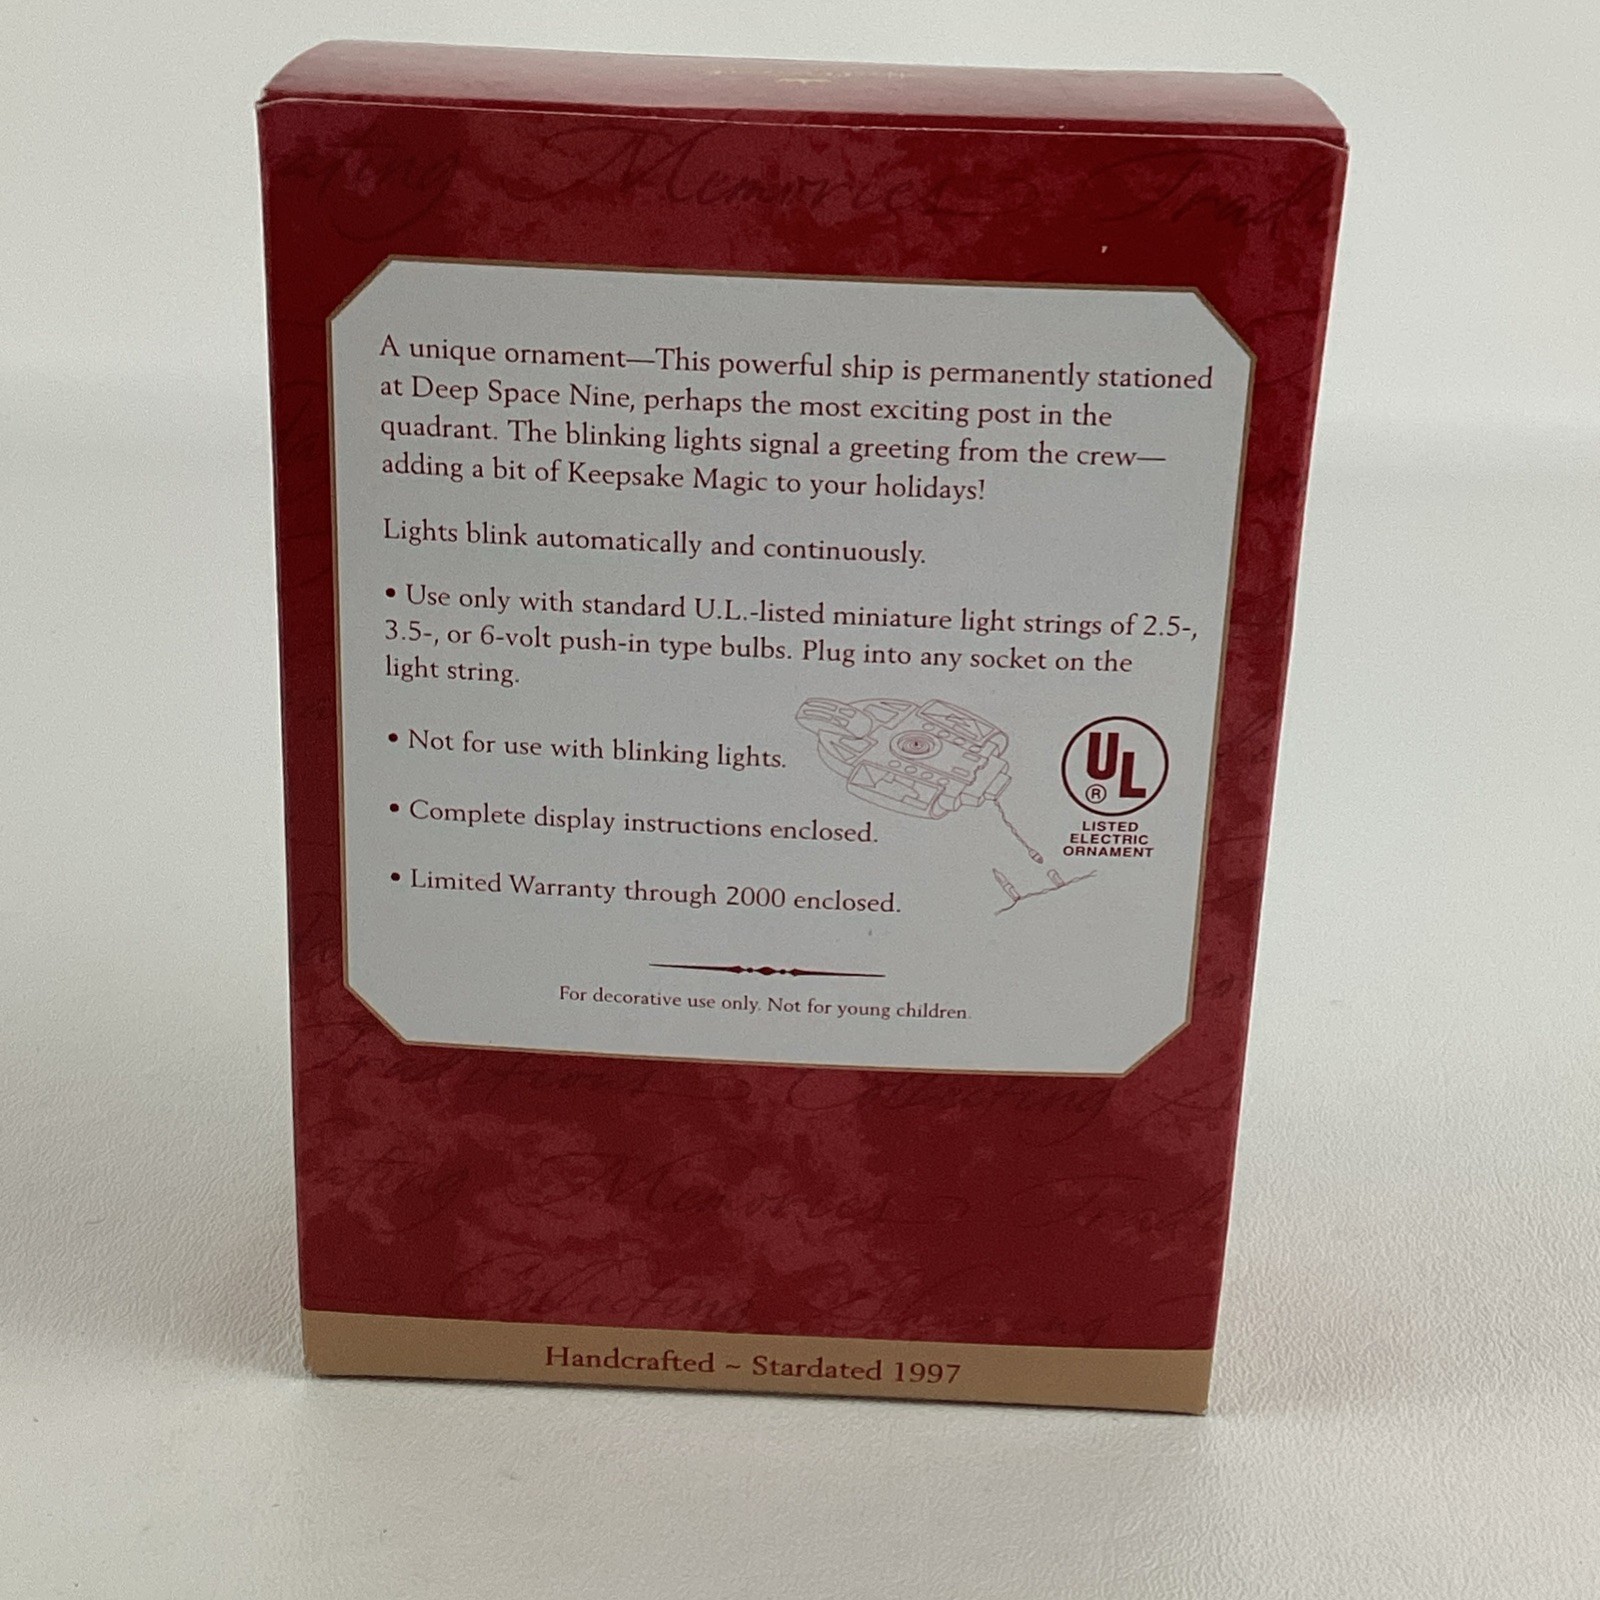 Memories
A unique ornament—This powerful ship is permanently stationed
at Deep Space Nine, perhaps the most exciting post in the
quadrant. The blinking lights signal a greeting from the crew—
adding a bit of Keepsake Magic to your holidays!
Lights blink automatically and continuously.
• Use only with standard U.L.-listed miniature light strings of 2.5-,
3.5-, or 6-volt push-in type bulbs. Plug into any socket on the
light string.
• Not for use with blinking lights.
UL
®
LISTED
ELECTRIC
ORNAMENT
• Complete display instructions enclosed.
• Limited Warranty through 2000 enclosed.
For decorative use only. Not for young children.
Traditions Collecting
Memories
Collecting
Handcrafted ~ Stardated 1997